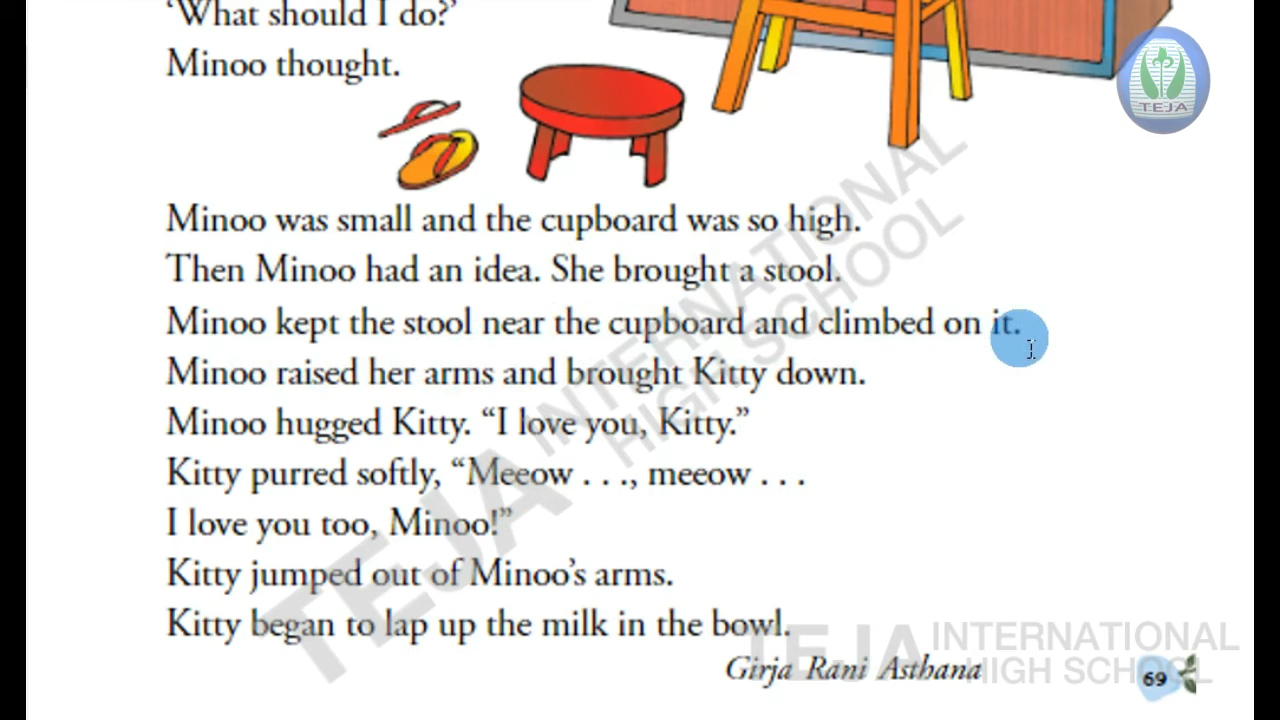 ‘What should I do?’
Minoo thought.
TEJA
Minoo was small and the cupboard was so high.
Then Minoo had an idea. She brought a stool.
Minoo kept the stool near the cupboard and climbed on it.
Minoo raised her arms and brought Kitty down.
Minoo hugged Kitty. “I love you, Kitty.”
Kitty purred softly, “Meeow . . ., meeow . . .
I love you too, Minoo!”
Kitty jumped out of Minoo’s arms.
Kitty began to lap up the milk in the bowl.
Girja Rani Asthana
69
TEJA INTERNATIONAL
HIGH SCHOOL
TEJA INTERNATIONAL
HIGH SCHOOL